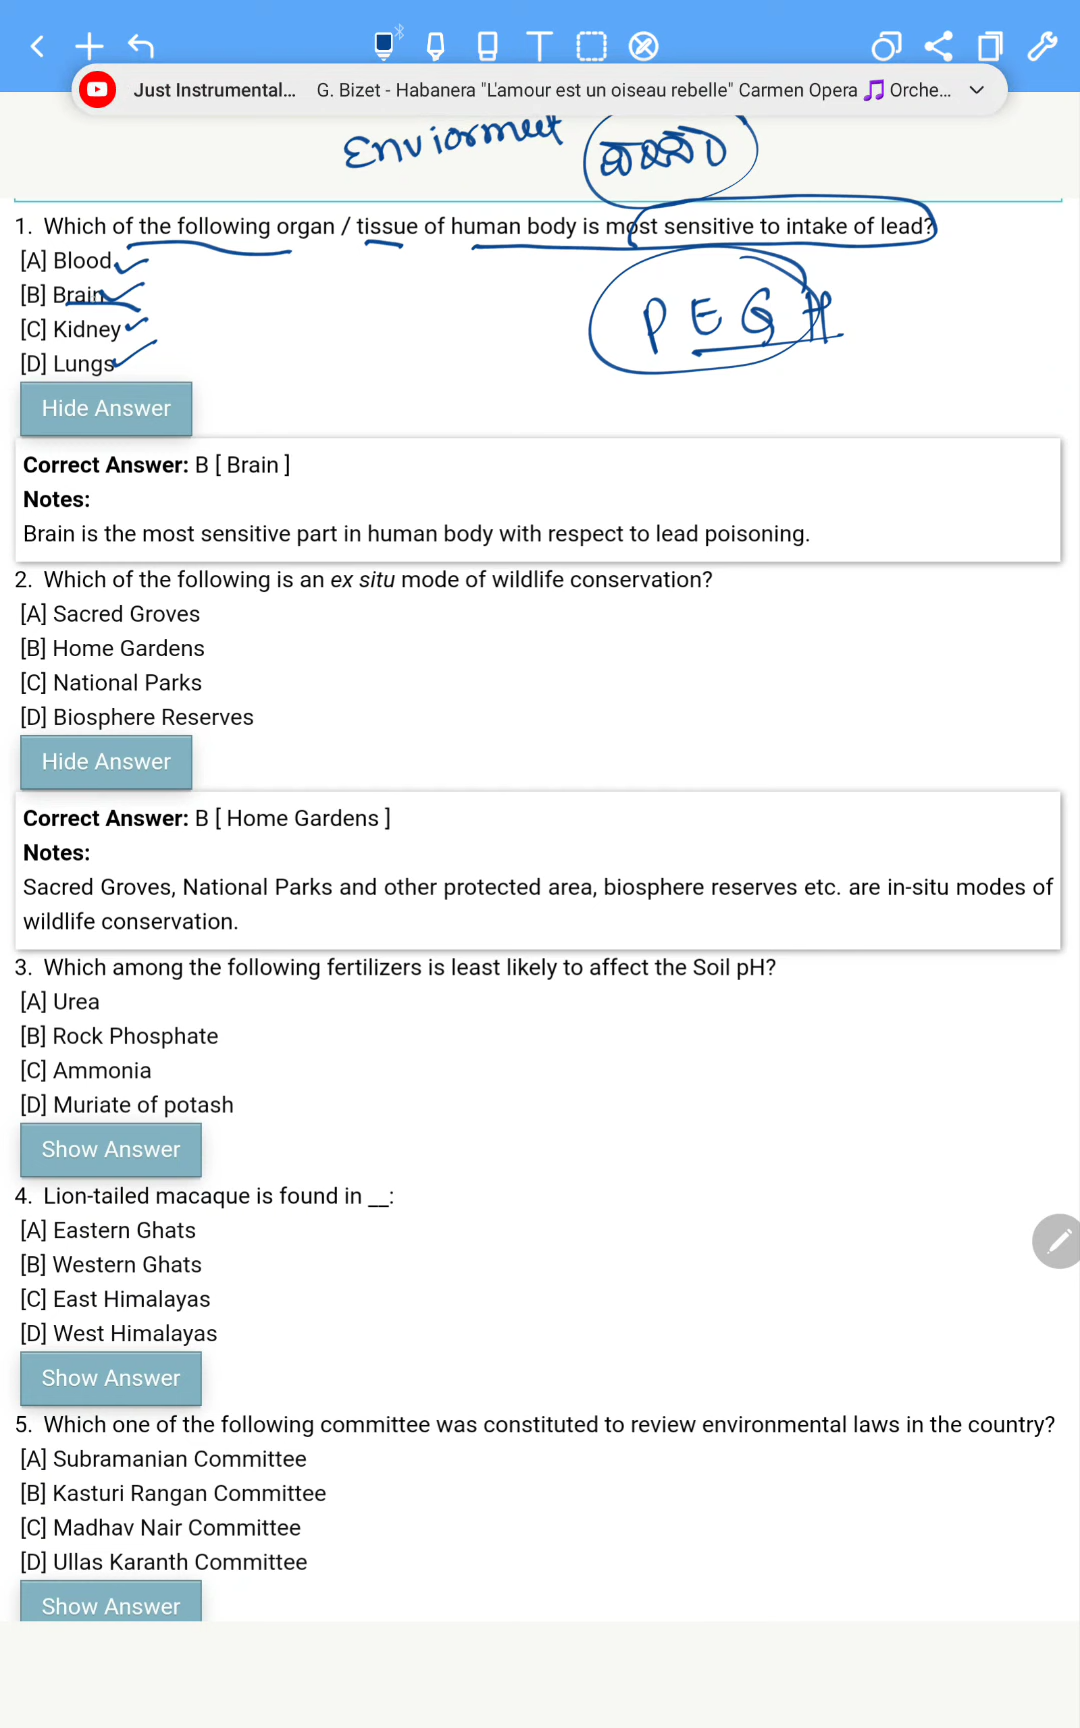 Just Instrumental... G. Bizet - Habanera "L'amour est un oiseau rebelle" Carmen Opera 🎵 Orche...
Enviormeet
1. Which of the following organ / tissue of human body is most sensitive to intake of lead?
[A] Blood
[B] Brain
[C] Kidney
[D] Lungs
P E G H
Hide Answer
Correct Answer: B [ Brain ]
Notes:
Brain is the most sensitive part in human body with respect to lead poisoning.
2. Which of the following is an ex situ mode of wildlife conservation?
[A] Sacred Groves
[B] Home Gardens
[C] National Parks
[D] Biosphere Reserves
Hide Answer
Correct Answer: B [ Home Gardens ]
Notes:
Sacred Groves, National Parks and other protected area, biosphere reserves etc. are in-situ modes of
wildlife conservation.
3. Which among the following fertilizers is least likely to affect the Soil pH?
[A] Urea
[B] Rock Phosphate
[C] Ammonia
[D] Muriate of potash
Show Answer
4. Lion-tailed macaque is found in __:
[A] Eastern Ghats
[B] Western Ghats
[C] East Himalayas
[D] West Himalayas
Show Answer
5. Which one of the following committee was constituted to review environmental laws in the country?
[A] Subramanian Committee
[B] Kasturi Rangan Committee
[C] Madhav Nair Committee
[D] Ullas Karanth Committee
Show Answer